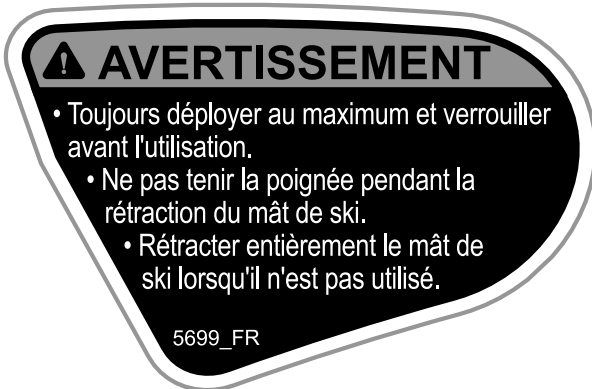 AVERTISSEMENT
• Toujours déployer au maximum et verrouiller
avant l'utilisation.
• Ne pas tenir la poignée pendant la
rétraction du mât de ski.
• Rétracter entièrement le mât de
ski lorsqu'il n'est pas utilisé.
5699_FR